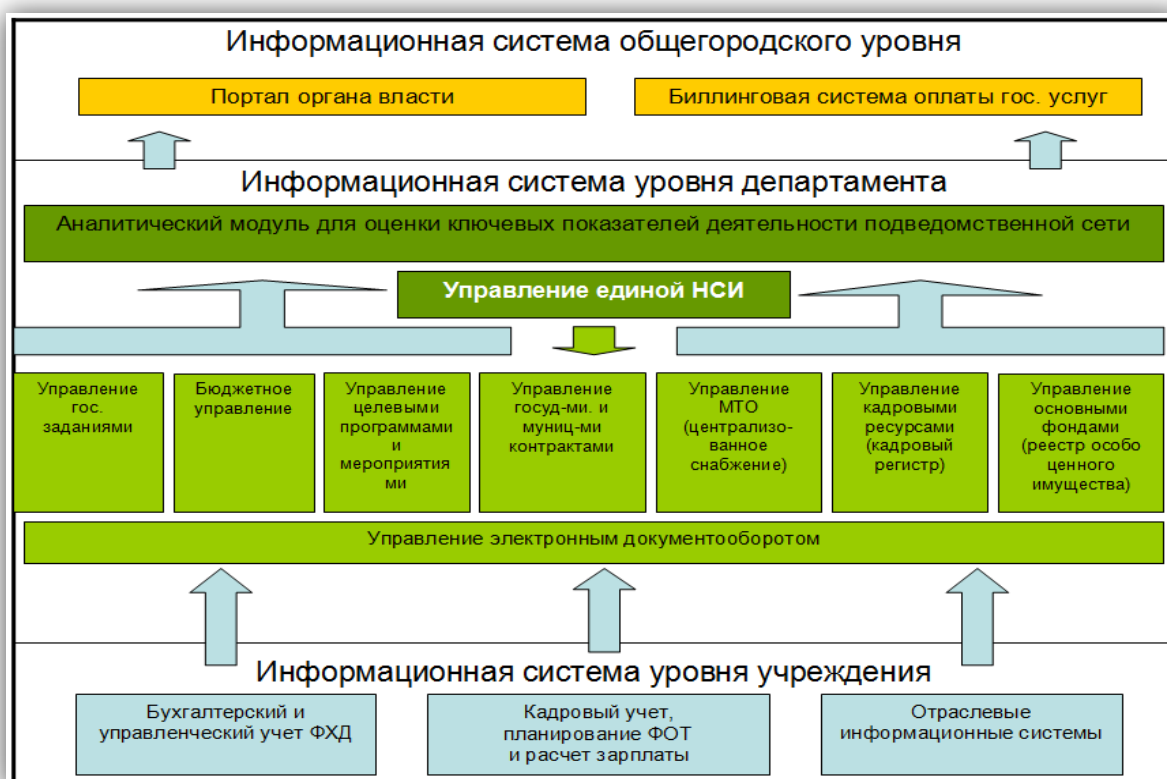 Информационная система общегородского уровня
Портал органа власти
Биллинговая система оплаты гос. услуг
Информационная система уровня департамента
Аналитический модуль для оценки ключевых показателей деятельности подведомственной сети
Управление единой НСИ
Управление
гос.
заданиями
Бюджетное
управление
Управление
целевыми
программами
и
мероприятия
ми
Управление
госуд-ми. и
муниц-ми
контрактами
Управление
МТО
(централизо-
ванное
снабжение)
Управление
кадровыми
ресурсами
(кадровый
регистр)
Управление
основными
фондами
(реестр особо
ценного
имущества)
Управление электронным документооборотом
Информационная система уровня учреждения
Бухгалтерский и
управленческий учет ФХД
Кадровый учет,
планирование ФОТ
и расчет зарплаты
Отраслевые
информационные системы